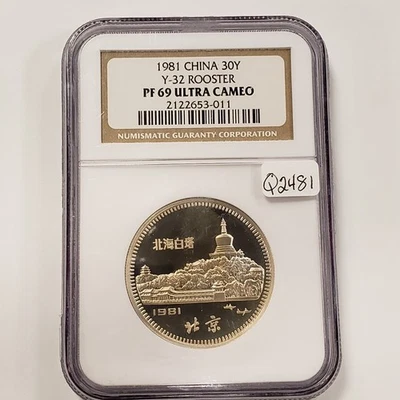 1981 CHINA 30Y
Y-32 ROOSTER
PF 69 ULTRA CAMEO
2122653-011
NUMISMATIC GUARANTY CORPORATION
Q2481
北海白塔
1981
北京